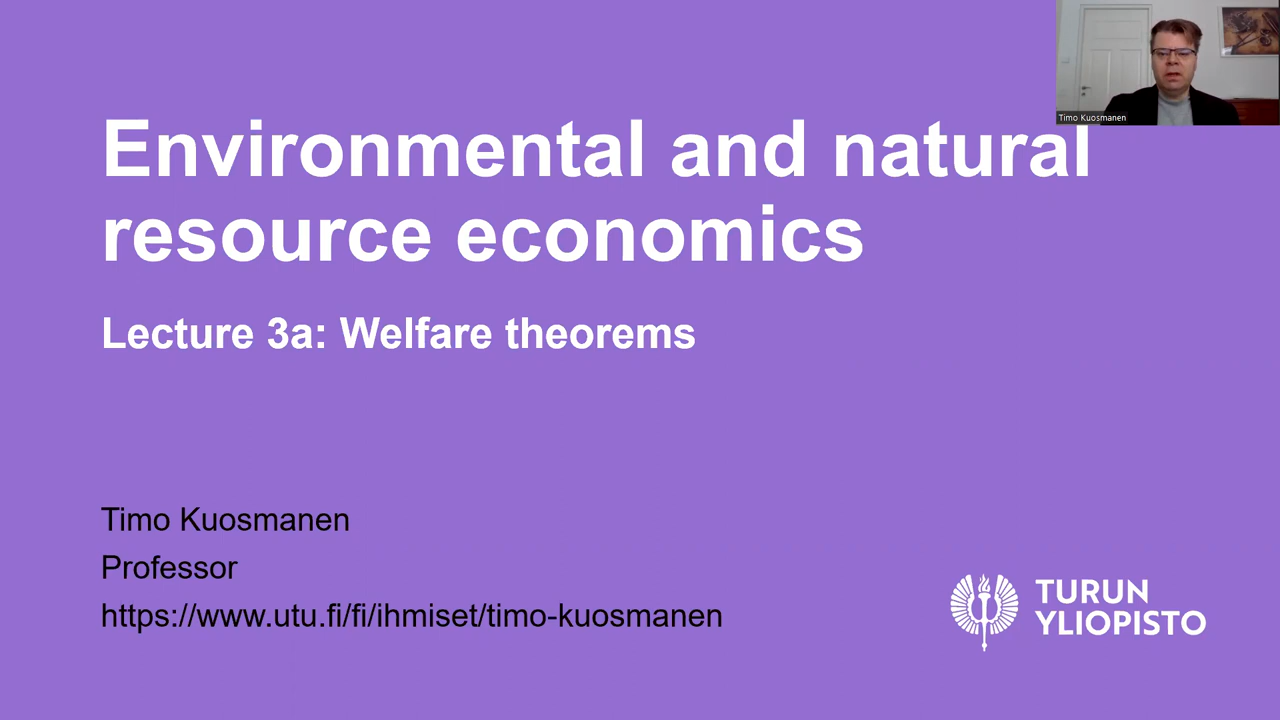 Timo Kuosmanen
Environmental and natural
resource economics
Lecture 3a: Welfare theorems
Timo Kuosmanen
Professor
https://www.utu.fi/fi/ihmiset/timo-kuosmanen
TURUN
YLIOPISTO